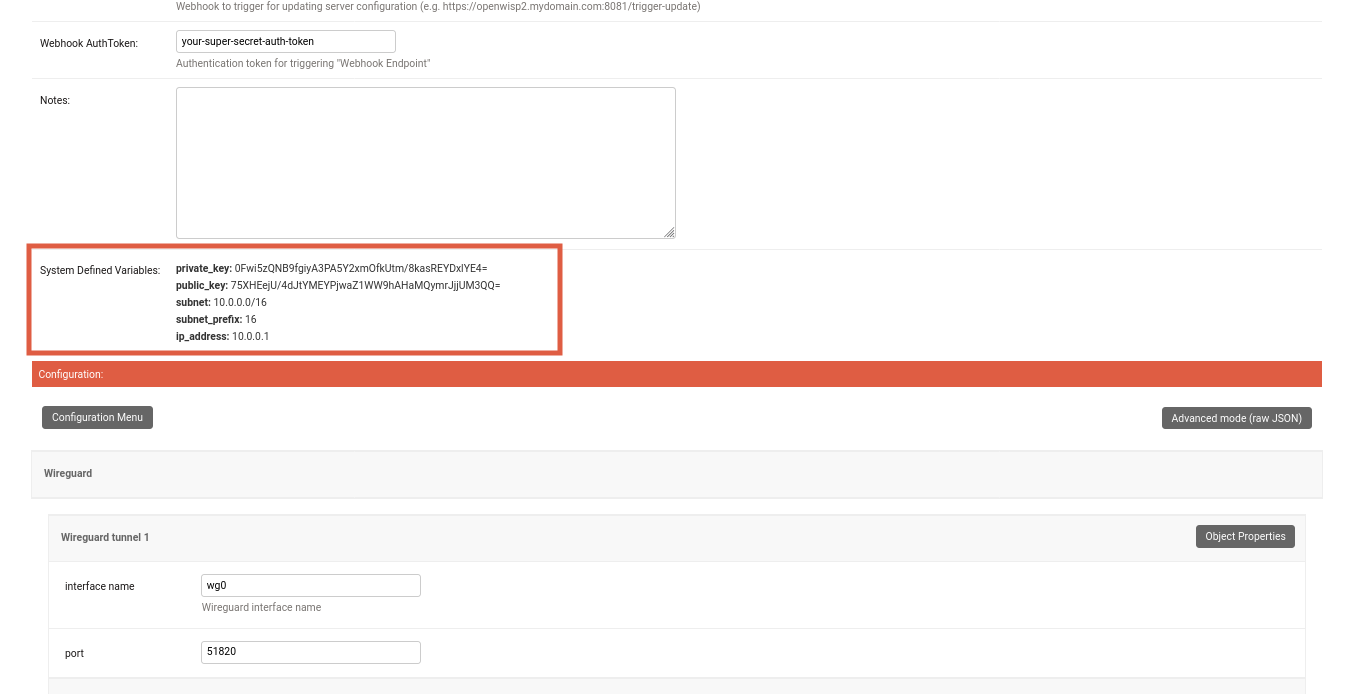 Webhook to trigger for updating server configuration (e.g. https://openwisp2.mydomain.com:8081/trigger-update)
Webhook AuthToken: your-super-secret-auth-token
Authentication token for triggering "Webhook Endpoint"
Notes:
System Defined Variables: private_key: 0Fwi5zQNB9fgiyA3PA5Y2xmOfkUtm/8kasREYDxlYE4=
public_key: 75XHEejU/4dJtYMEYPjwaZ1WW9hAHaMQymrJjjUM3QQ=
subnet: 10.0.0.0/16
subnet_prefix: 16
ip_address: 10.0.0.1
Configuration:
Configuration Menu Advanced mode (raw JSON)
Wireguard
Wireguard tunnel 1 Object Properties
interface name wg0
Wireguard interface name
port 51820